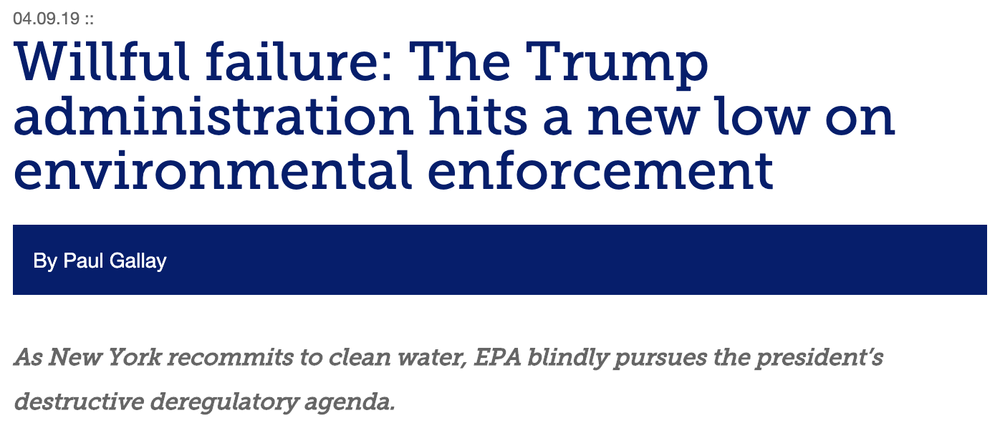 04.09.19 ::
Willful failure: The Trump
administration hits a new low on
environmental enforcement
By Paul Gallay
As New York recommits to clean water, EPA blindly pursues the president’s
destructive deregulatory agenda.